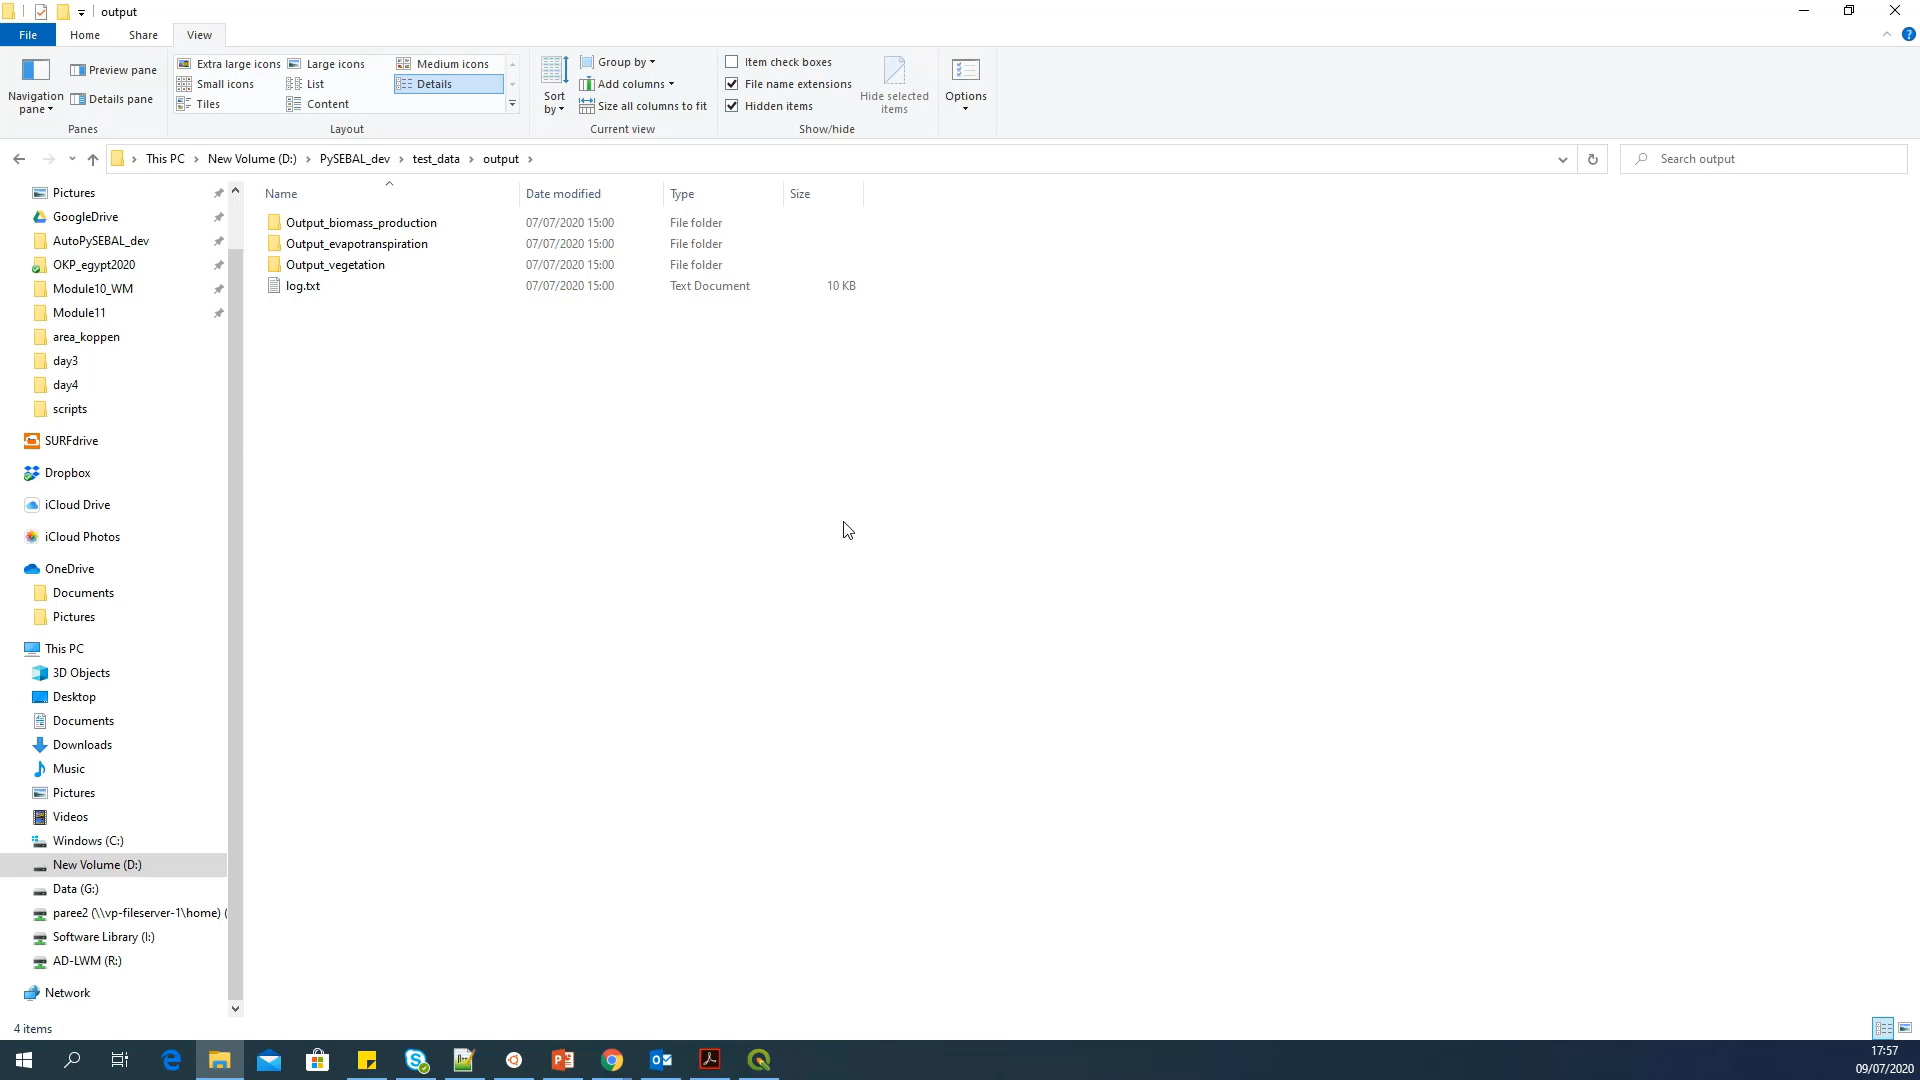 output
File
Home
Share
View
Navigation pane
Preview pane
Details pane
Panes
Extra large icons
Large icons
Medium icons
Small icons
List
Details
Tiles
Content
Layout
Sort by
Group by
Add columns
Size all columns to fit
Current view
Item check boxes
File name extensions
Hidden items
Hide selected items
Show/hide
Options
This PC > New Volume (D:) > PySEBAL_dev > test_data > output >
Search output
Pictures
GoogleDrive
AutoPySEBAL_dev
OKP_egypt2020
Module10_WM
Module11
area_koppen
day3
day4
scripts
SURFdrive
Dropbox
iCloud Drive
iCloud Photos
OneDrive
Documents
Pictures
This PC
3D Objects
Desktop
Documents
Downloads
Music
Pictures
Videos
Windows (C:)
New Volume (D:)
Data (G:)
paree2 (\\vp-fileserver-1\home) (
Software Library (I:)
AD-LWM (R:)
Network
Name Date modified Type Size
Output_biomass_production 07/07/2020 15:00 File folder
Output_evapotranspiration 07/07/2020 15:00 File folder
Output_vegetation 07/07/2020 15:00 File folder
log.txt 07/07/2020 15:00 Text Document 10 KB
4 items
17:57
09/07/2020